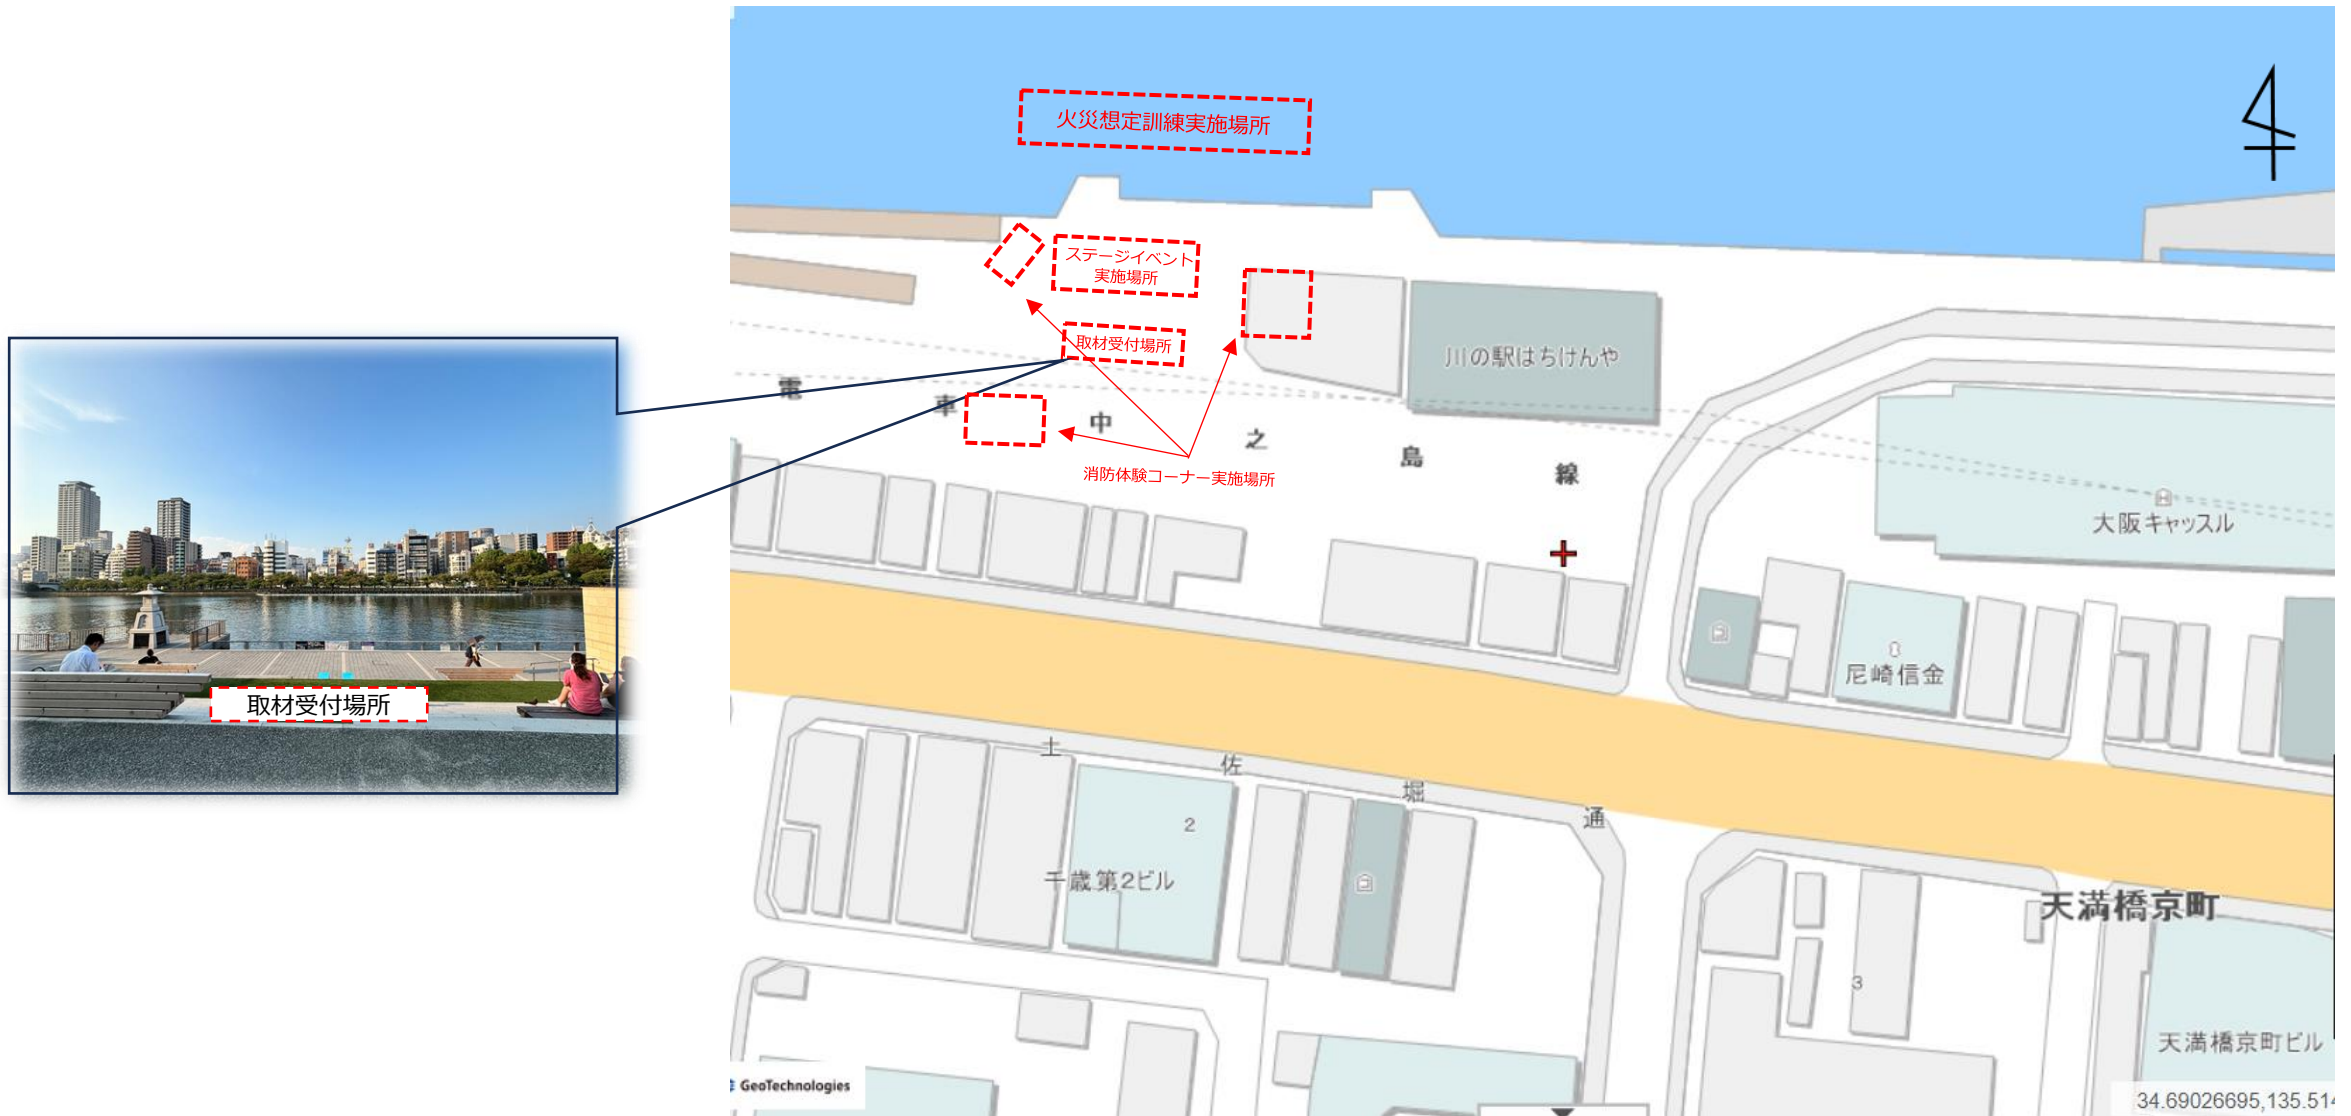 火災想定訓練実施場所
ステージイベント
実施場所
取材受付場所
川の駅はちけんや
電車中之島線
消防体験コーナー実施場所
大阪キャッスル
尼崎信金
取材受付場所
土佐堀通
2
千歳第2ビル
天満橋京町
3
天満橋京町ビル
GeoTechnologies
34.69026695,135.514